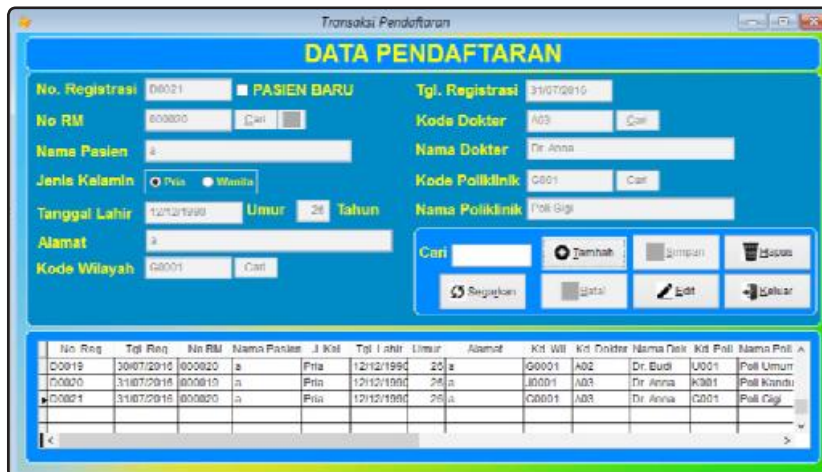 Transaksi Pendaftaran
DATA PENDAFTARAN
No. Registrasi D0021 PASIEN BARU Tgl. Registrasi 31/07/2016
No RM 000020 Cari Kode Dokter A03 Cari
Nama Pasien a Nama Dokter Dr. Anna
Jenis Kelamin Pria Wanita Kode Poliklinik G001 Cari
Tanggal Lahir 12/12/1990 Umur 26 Tahun Nama Poliklinik Poli Gigi
Alamat a
Kode Wilayah G0001 Cari
Cari Tambah Simpan Hapus
Segarkan Batal Edit Keluar
No. Reg Tgl. Reg No RM Nama Pasien J. Kel Tgl. Lahir Umur Alamat Kd. Wil Kd. Dokter Nama Dok Kd. Poli Nama Poli
D0019 30/07/2016 000020 a Pria 12/12/1990 26 a G0001 A02 Dr. Budi U001 Poli Umum
D0020 31/07/2016 000019 a Pria 12/12/1990 26 a J0001 A03 Dr. Anna K001 Poli Kandu
D0021 31/07/2016 000020 a Pria 12/12/1990 26 a G0001 A03 Dr. Anna G001 Poli Gigi